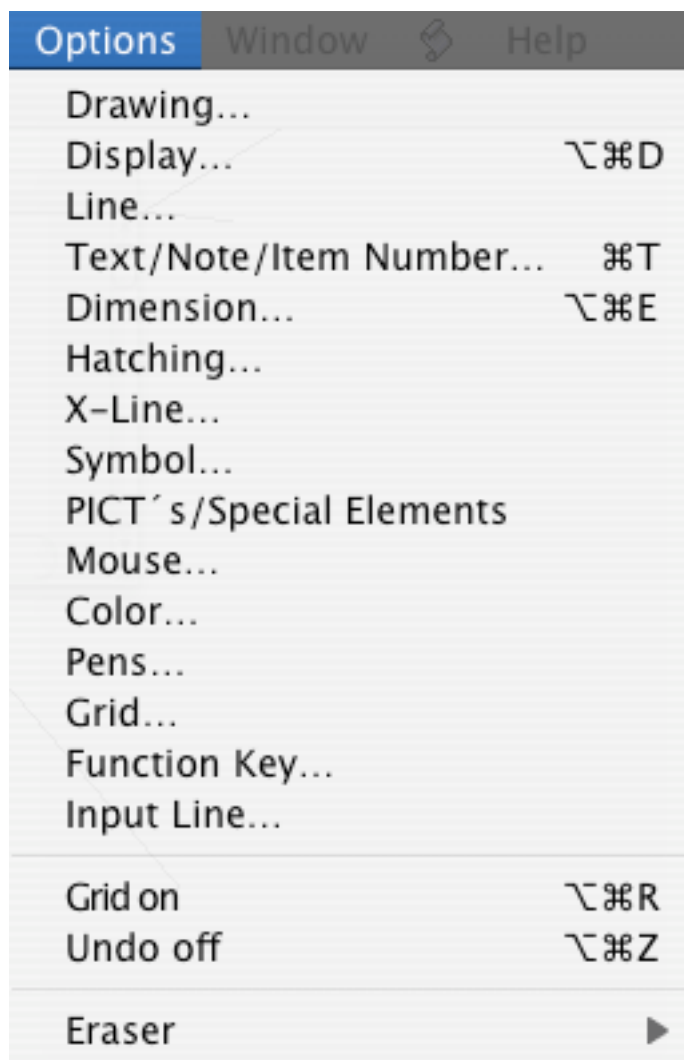 Options Window Help
Drawing...
Display... ⌥⌘D
Line...
Text/Note/Item Number... ⌘T
Dimension... ⌥⌘E
Hatching...
X-Line...
Symbol...
PICT´s/Special Elements
Mouse...
Color...
Pens...
Grid...
Function Key...
Input Line...
Grid on ⌥⌘R
Undo off ⌥⌘Z
Eraser